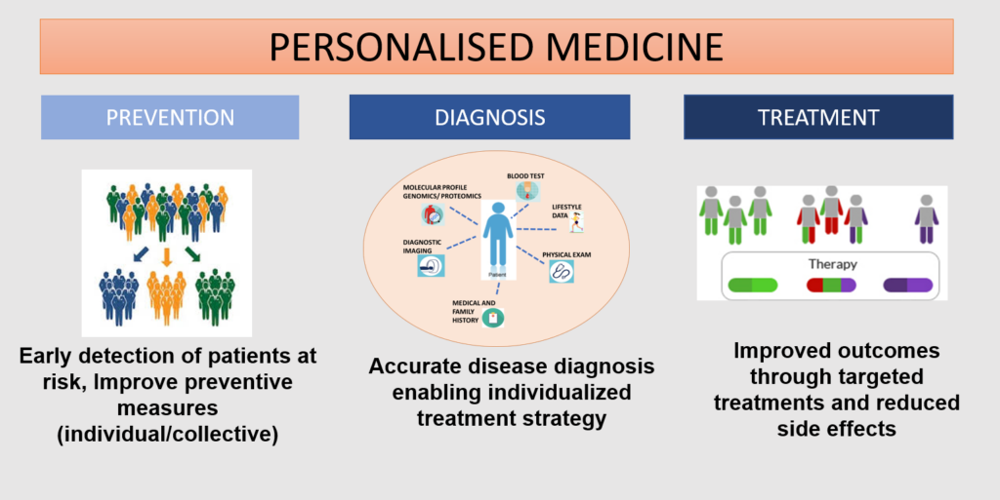 PERSONALISED MEDICINE
PREVENTION
Early detection of patients at
risk, Improve preventive
measures
(individual/collective)
DIAGNOSIS
BLOOD TEST
MOLECULAR PROFILE
GENOMICS/ PROTEOMICS
LIFESTYLE
DATA
DIAGNOSTIC
IMAGING
PHYSICAL EXAM
Patient
MEDICAL AND
FAMILY
HISTORY
Accurate disease diagnosis
enabling individualized
treatment strategy
TREATMENT
Therapy
Improved outcomes
through targeted
treatments and reduced
side effects